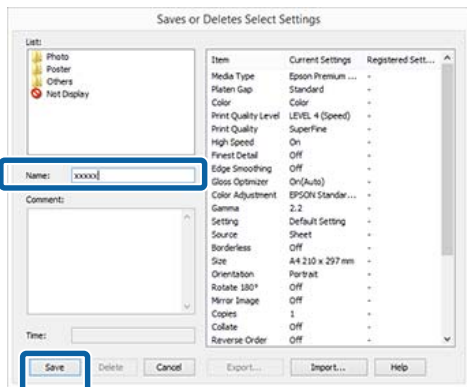 Saves or Deletes Select Settings
List:
Photo
Poster
Others
Not Display
Name: xxxxx
Comment:
Time:
Item Current Settings Registered Sett...
Media Type Epson Premium ... -
Platen Gap Standard -
Color Color -
Print Quality Level LEVEL 4 (Speed) -
Print Quality SuperFine -
High Speed On -
Finest Detail Off -
Edge Smoothing Off -
Gloss Optimizer On(Auto) -
Color Adjustment EPSON Standar... -
Gamma 2.2 -
Setting Default Setting -
Source Sheet -
Borderless Off -
Size A4 210 x 297 mm -
Orientation Portrait -
Rotate 180° Off -
Mirror Image Off -
Copies 1 -
Collate Off -
Reverse Order Off -
Save Delete Cancel Export... Import... Help